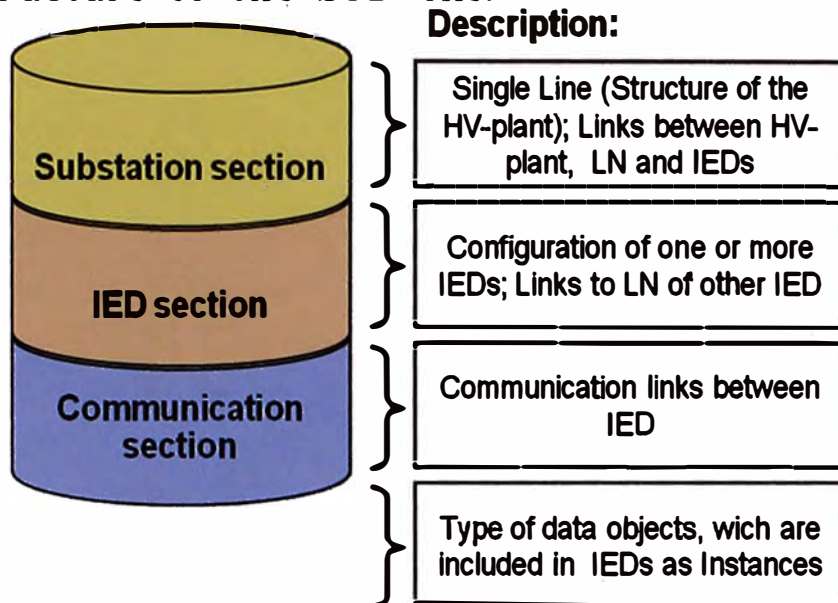 Description:
Substation section
Single Line (Structure of the
HV-plant); Links between HV-
plant, LN and IEDs
IED section
Configuration of one or more
IEDs; Links to LN of other IED
Communication
section
Communication links between
IED
Type of data objects, wich are
included in IEDs as Instances